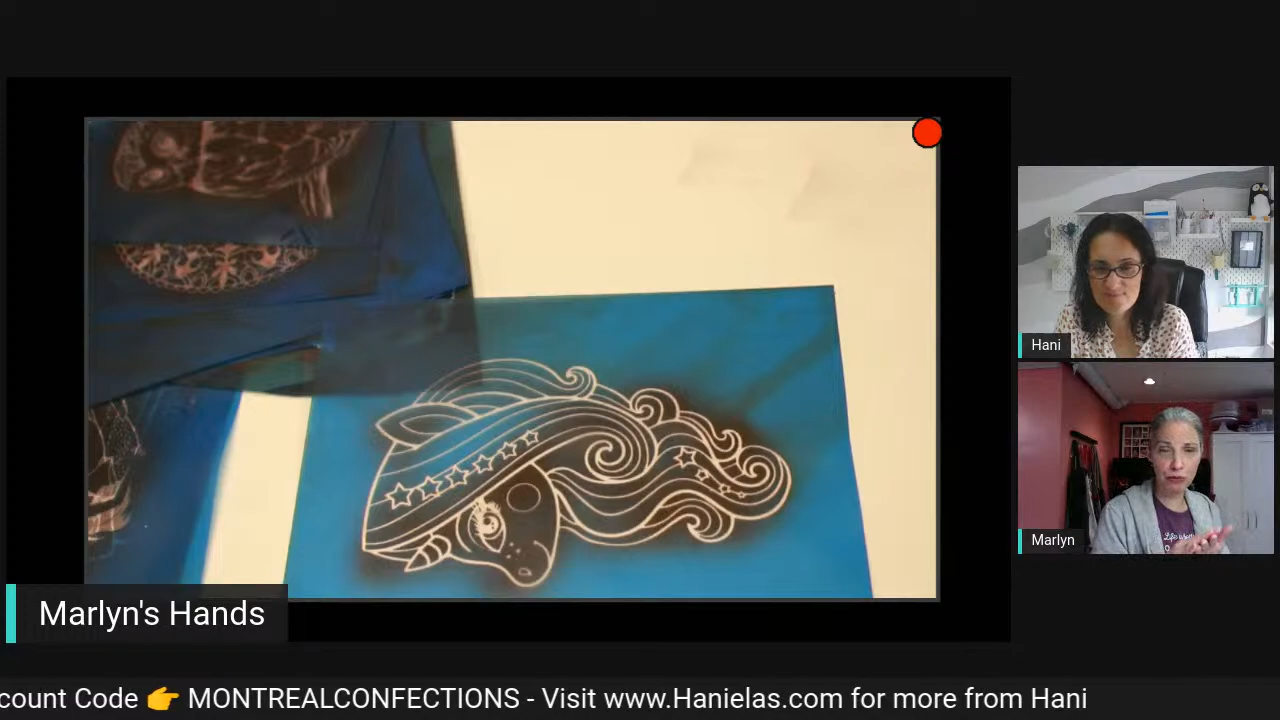 Hani
Marlyn
Marlyn's Hands
count Code 👉 MONTREALCONFECTIONS - Visit www.Hanielas.com for more from Hani